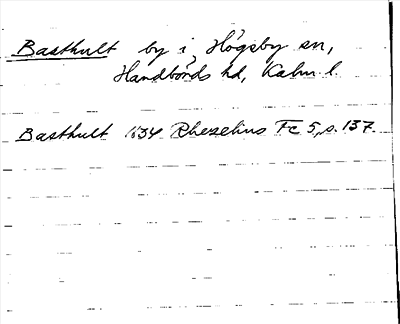 Basthult by i Högsby sn,
Handbörds hd, Kalm. l.
Basthult 1634 Rhezelius Fc 5, s. 137.